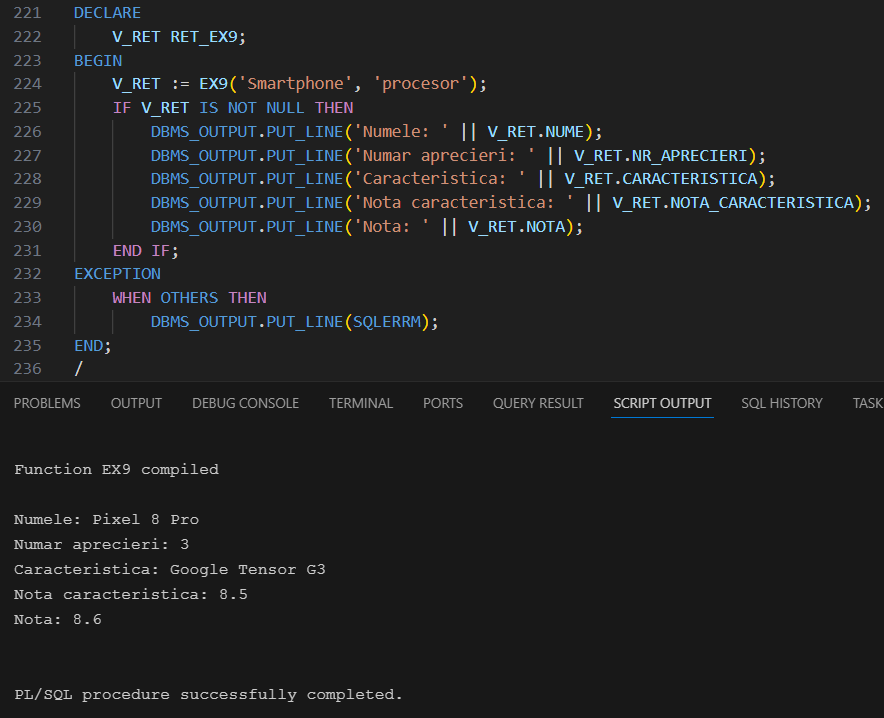 221 DECLARE
222 V_RET RET_EX9;
223 BEGIN
224 V_RET := EX9('Smartphone', 'procesor');
225 IF V_RET IS NOT NULL THEN
226 DBMS_OUTPUT.PUT_LINE('Numele: ' || V_RET.NUME);
227 DBMS_OUTPUT.PUT_LINE('Numar aprecieri: ' || V_RET.NR_APRECIERI);
228 DBMS_OUTPUT.PUT_LINE('Caracteristica: ' || V_RET.CARACTERISTICA);
229 DBMS_OUTPUT.PUT_LINE('Nota caracteristica: ' || V_RET.NOTA_CARACTERISTICA);
230 DBMS_OUTPUT.PUT_LINE('Nota: ' || V_RET.NOTA);
231 END IF;
232 EXCEPTION
233 WHEN OTHERS THEN
234 DBMS_OUTPUT.PUT_LINE(SQLERRM);
235 END;
236 /
PROBLEMS OUTPUT DEBUG CONSOLE TERMINAL PORTS QUERY RESULT SCRIPT OUTPUT SQL HISTORY TASK
Function EX9 compiled
Numele: Pixel 8 Pro
Numar aprecieri: 3
Caracteristica: Google Tensor G3
Nota caracteristica: 8.5
Nota: 8.6
PL/SQL procedure successfully completed.